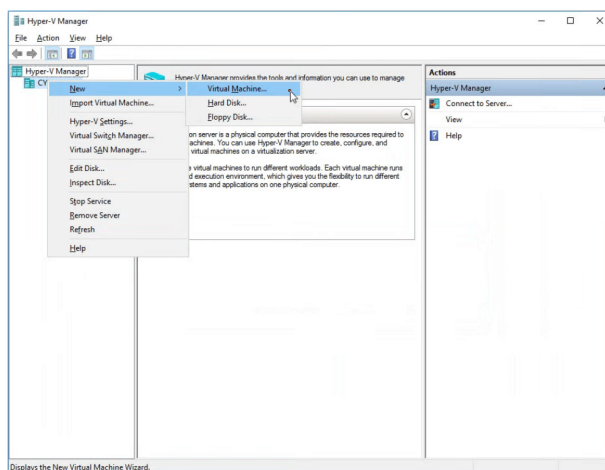 Hyper-V Manager
File Action View Help
Hyper-V Manager
CY
New
Import Virtual Machine...
Hyper-V Settings...
Virtual Switch Manager...
Virtual SAN Manager...
Edit Disk...
Inspect Disk...
Stop Service
Remove Server
Refresh
Help
Virtual Machine...
Hard Disk...
Floppy Disk...
Hyper-V Manager provides the tools and information you can use to manage
on server is a physical computer that provides the resources required to
achines. You can use Hyper-V Manager to create, configure, and
virtual machines on a virtualization server.
e virtual machines to run different workloads. Each virtual machine runs
d execution environment, which gives you the flexibility to run different
stems and applications on one physical computer.
Actions
Hyper-V Manager
Connect to Server...
View
Help
Displays the New Virtual Machine Wizard.